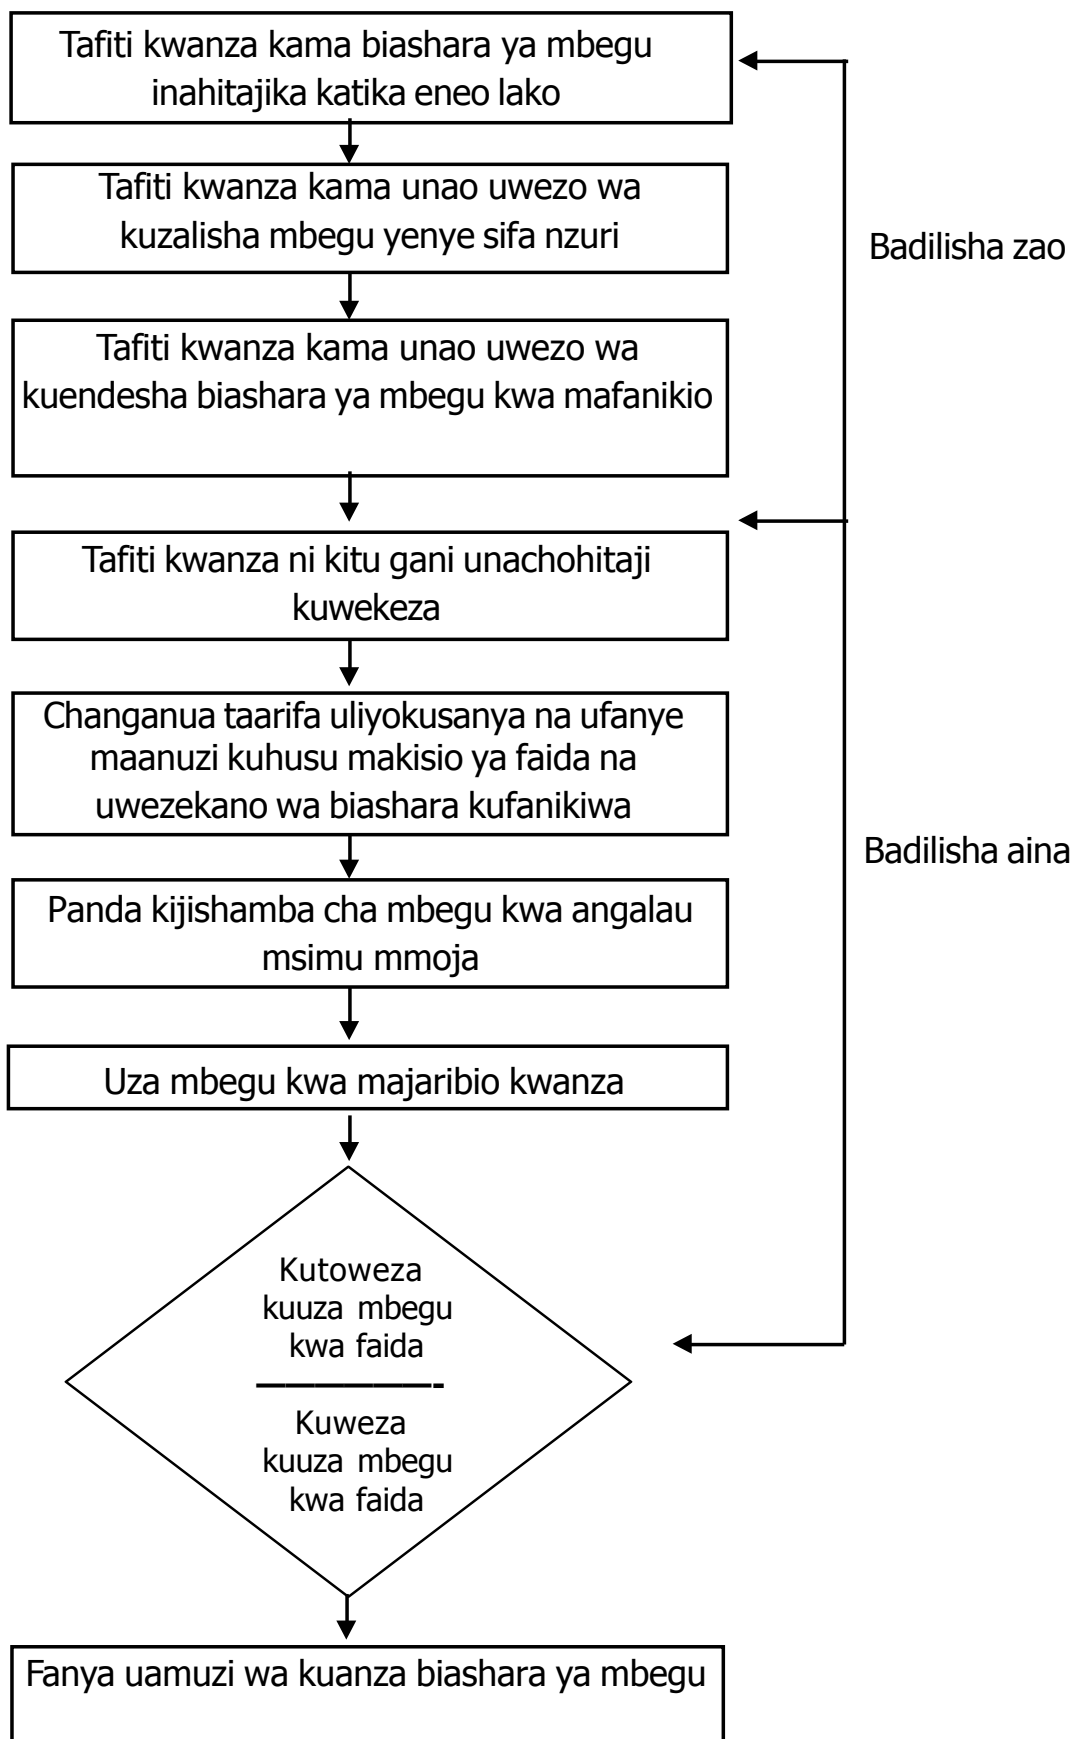 Tafiti kwanza kama biashara ya mbegu
inahitajika katika eneo lako
Tafiti kwanza kama unao uwezo wa
kuzalisha mbegu yenye sifa nzuri
Badilisha zao
Tafiti kwanza kama unao uwezo wa
kuendesha biashara ya mbegu kwa mafanikio
Tafiti kwanza ni kitu gani unachohitaji
kuwekeza
Changanua taarifa uliyokusanya na ufanye
maanuzi kuhusu makisio ya faida na
uwezekano wa biashara kufanikiwa
Badilisha aina
Panda kijishamba cha mbegu kwa angalau
msimu mmoja
Uza mbegu kwa majaribio kwanza
Kutoweza
kuuza mbegu
kwa faida
Kuweza
kuuza mbegu
kwa faida
Fanya uamuzi wa kuanza biashara ya mbegu